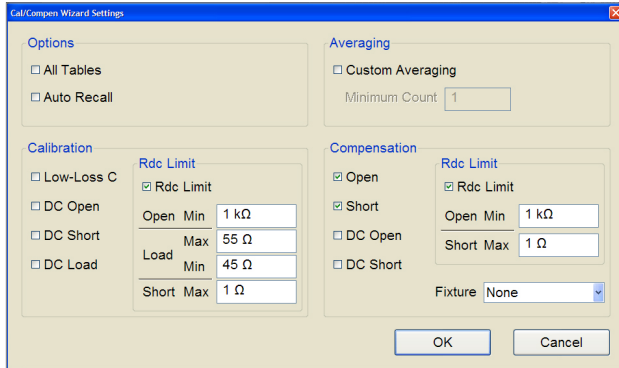 Cal/Compen Wizard Settings
Options
All Tables
Auto Recall
Averaging
Custom Averaging
Minimum Count 1
Calibration
Low-Loss C
DC Open
DC Short
DC Load
Rdc Limit
Rdc Limit
Open Min 1 kΩ
Load Max 55 Ω
Min 45 Ω
Short Max 1 Ω
Compensation
Open
Short
DC Open
DC Short
Rdc Limit
Rdc Limit
Open Min 1 kΩ
Short Max 1 Ω
Fixture None
OK Cancel